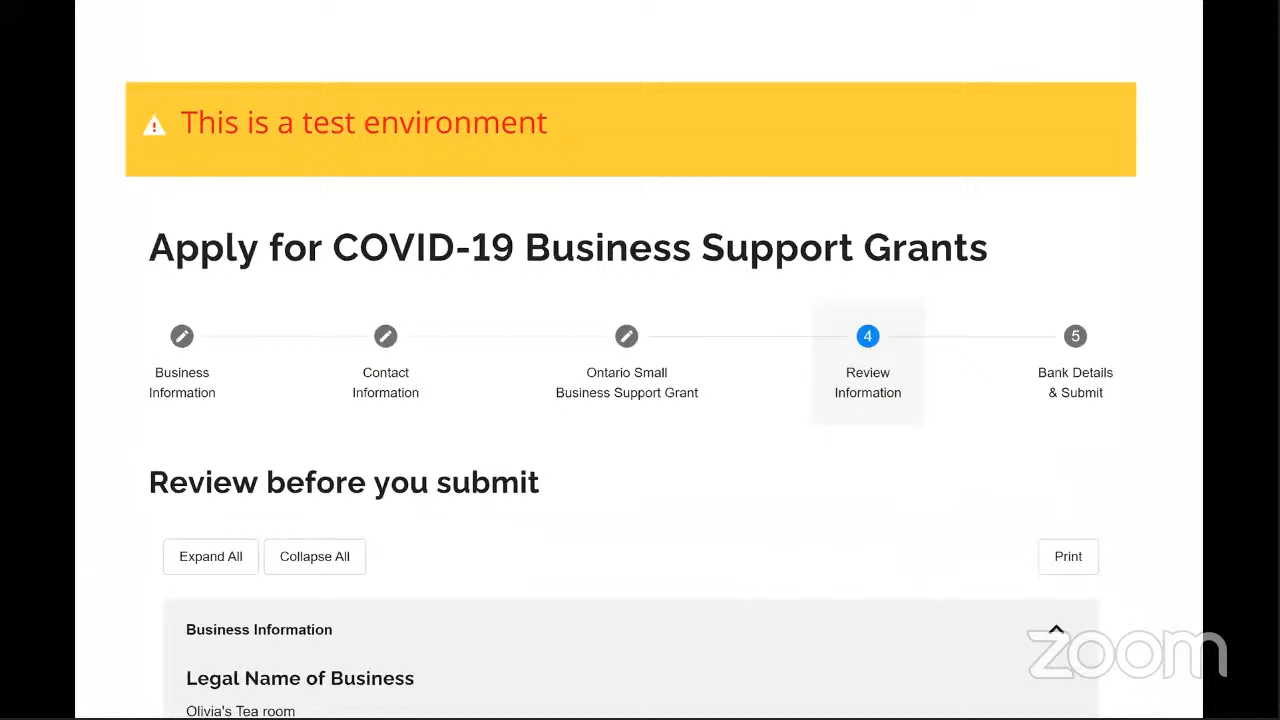 This is a test environment
Apply for COVID-19 Business Support Grants
4
5
Business
Information
Contact
Information
Ontario Small
Business Support Grant
Review
Information
Bank Details
& Submit
Review before you submit
Expand All
Collapse All
Print
Business Information
Legal Name of Business
Olivia's Tea room
zoom